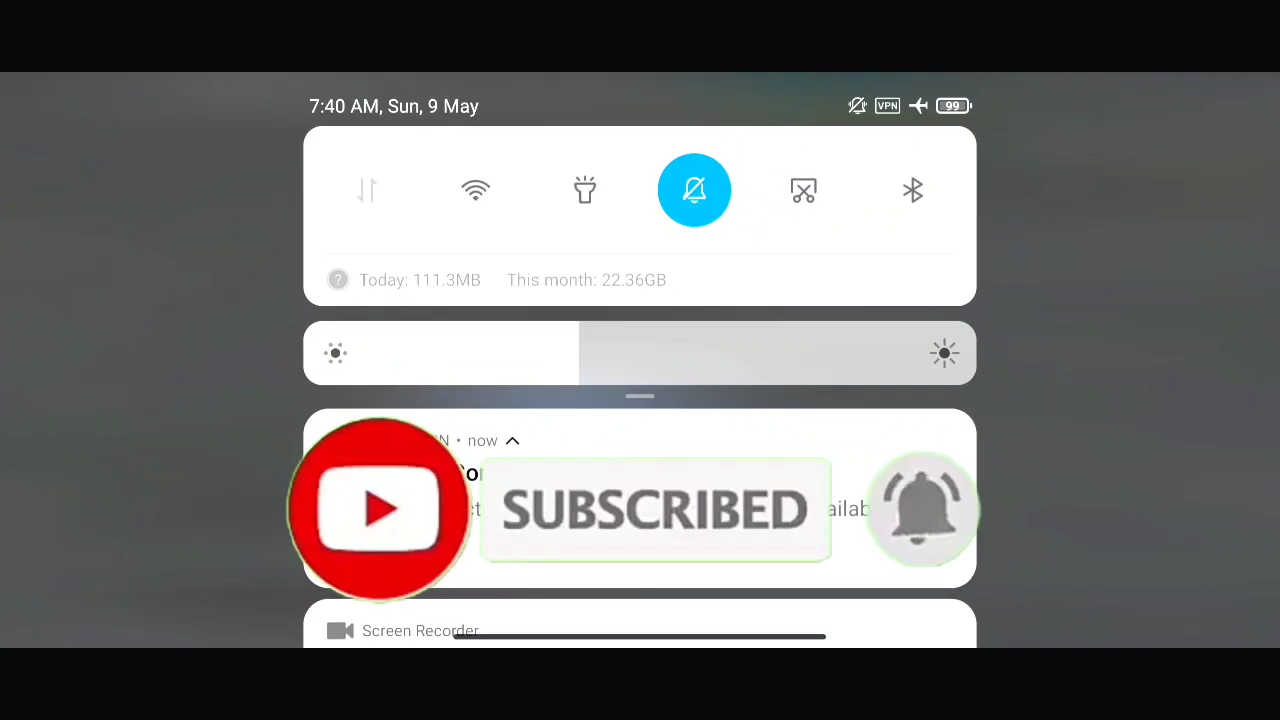 7:40 AM, Sun, 9 May
VPN
99
?
Today: 111.3MB This month: 22.36GB
now
SUBSCRIBED
Screen Recorder